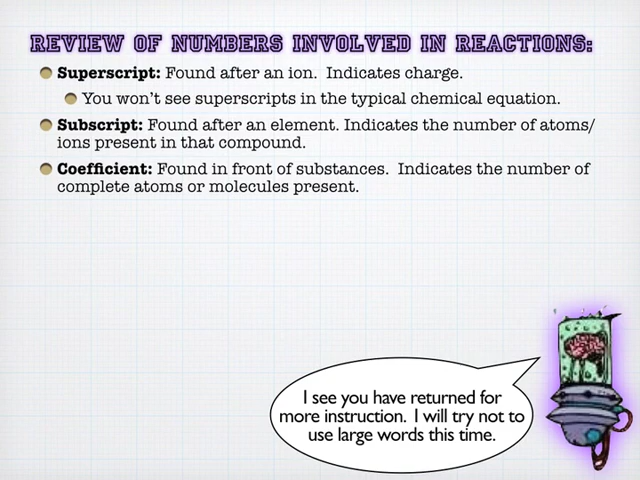 REVIEW OF NUMBERS INVOLVED IN REACTIONS:
Superscript: Found after an ion. Indicates charge.
You won't see superscripts in the typical chemical equation.
Subscript: Found after an element. Indicates the number of atoms/
ions present in that compound.
Coefficient: Found in front of substances. Indicates the number of
complete atoms or molecules present.
I see you have returned for
more instruction. I will try not to
use large words this time.